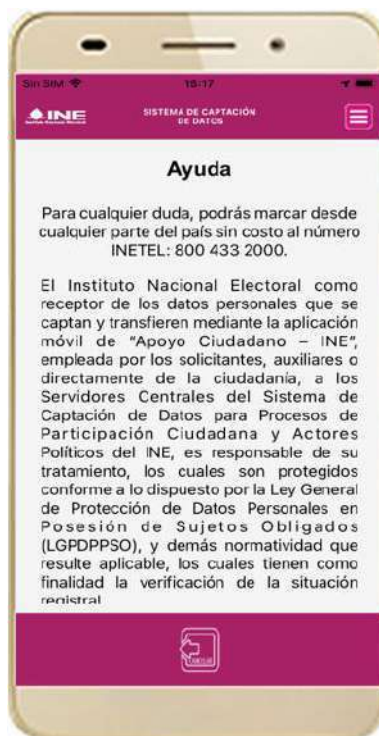 Sin SIM 15:17
INE
SISTEMA DE CAPTACIÓN
DE DATOS
Ayuda
Para cualquier duda, podrás marcar desde
cualquier parte del país sin costo al número
INETEL: 800 433 2000.
El Instituto Nacional Electoral como
receptor de los datos personales que se
captan y transfieren mediante la aplicación
móvil de “Apoyo Ciudadano – INE”,
empleada por los solicitantes, auxiliares o
directamente de la ciudadanía, a los
Servidores Centrales del Sistema de
Captación de Datos para Procesos de
Participación Ciudadana y Actores
Políticos del INE, es responsable de su
tratamiento, los cuales son protegidos
conforme a lo dispuesto por la Ley General
de Protección de Datos Personales en
Posesión de Sujetos Obligados
(LGPDPPSO), y demás normatividad que
resulte aplicable, los cuales tienen como
finalidad la verificación de la situación
registral